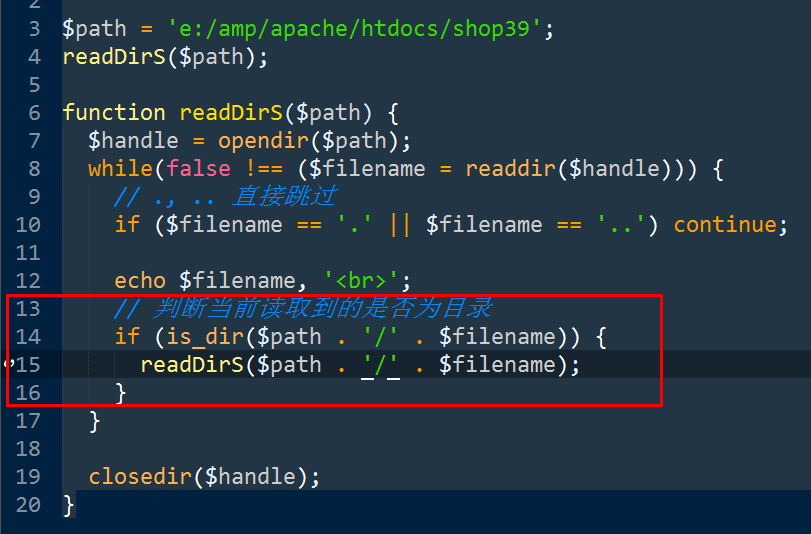 2
3 $path = 'e:/amp/apache/htdocs/shop39';
4 readDirS($path);
5
6 function readDirS($path) {
7 $handle = opendir($path);
8 while(false !== ($filename = readdir($handle))) {
9 // ., .. 直接跳过
10 if ($filename == '.' || $filename == '..') continue;
11
12 echo $filename, '<br>';
13 // 判断当前读取到的是否为目录
14 if (is_dir($path . '/' . $filename)) {
15 readDirS($path . '/' . $filename);
16 }
17 }
18
19 closedir($handle);
20 }